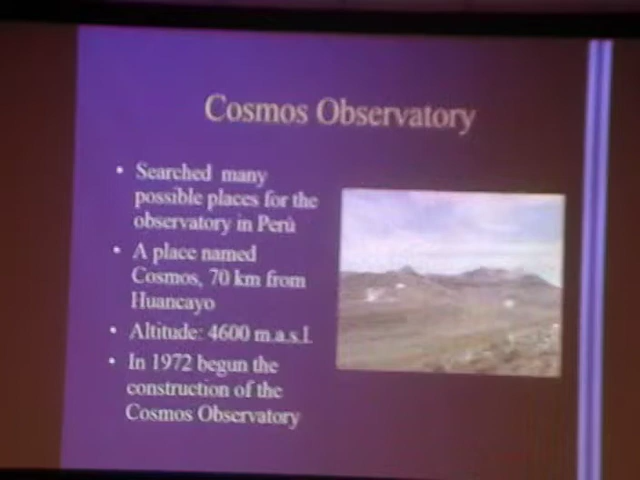 Cosmos Observatory
• Searched many
possible places for the
observatory in Perù
• A place named
Cosmos, 70 km from
Huancayo
• Altitude: 4600 m.a.s.l.
• In 1972 begun the
construction of the
Cosmos Observatory